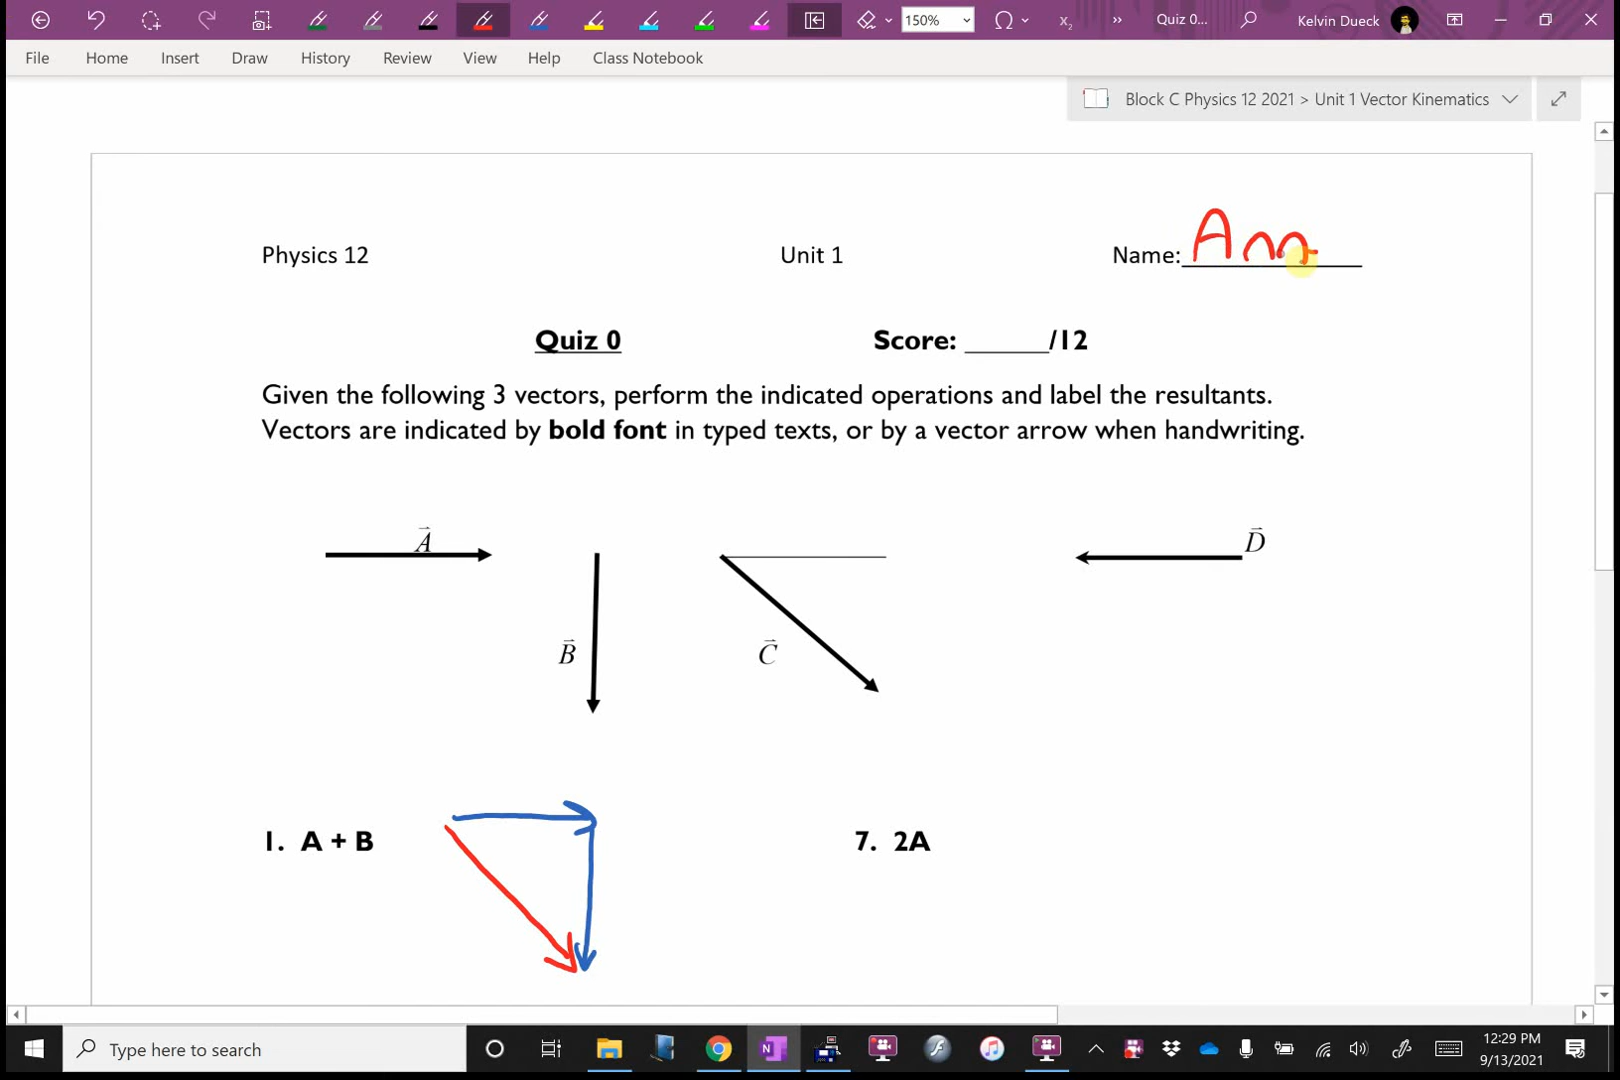 150%
Ω
x₂
Quiz 0...
Kelvin Dueck
File Home Insert Draw History Review View Help Class Notebook
Block C Physics 12 2021 > Unit 1 Vector Kinematics
Physics 12 Unit 1 Name:
Quiz 0 Score: ______/12
Given the following 3 vectors, perform the indicated operations and label the resultants.
Vectors are indicated by bold font in typed texts, or by a vector arrow when handwriting.
A⃗ D⃗
B⃗ C⃗
1. A + B 7. 2A
Type here to search
12:29 PM
9/13/2021